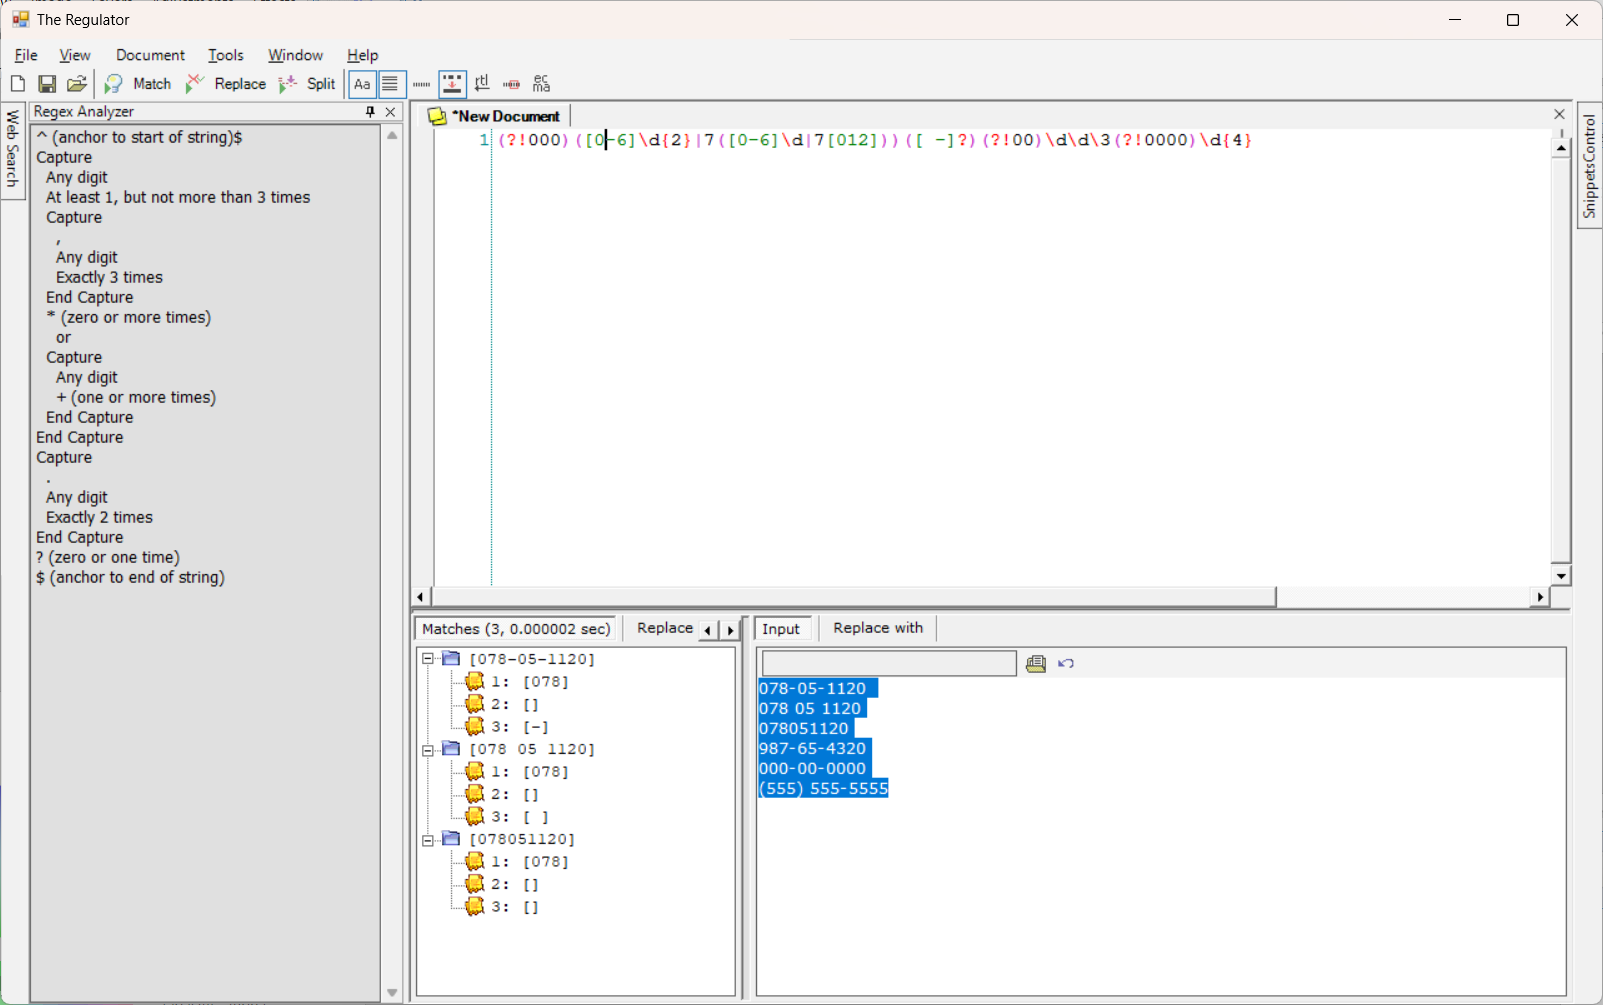 The Regulator
File View Document Tools Window Help
Match Replace Split Aa rtl ec ma
Web Search
Regex Analyzer
^ (anchor to start of string)$
Capture
Any digit
At least 1, but not more than 3 times
Capture
,
Any digit
Exactly 3 times
End Capture
* (zero or more times)
or
Capture
Any digit
+ (one or more times)
End Capture
End Capture
Capture
.
Any digit
Exactly 2 times
End Capture
? (zero or one time)
$ (anchor to end of string)
*New Document
1 (?!000)([0-6]\d{2}|7([0-6]\d|7[012]))([ -]?)(?!00)\d\d\3(?!0000)\d{4}
SnippetsControl
Matches (3, 0.000002 sec) Replace
[078-05-1120]
1: [078]
2: []
3: [-]
[078 05 1120]
1: [078]
2: []
3: [ ]
[078051120]
1: [078]
2: []
3: []
Input Replace with
078-05-1120
078 05 1120
078051120
987-65-4320
000-00-0000
(555) 555-5555